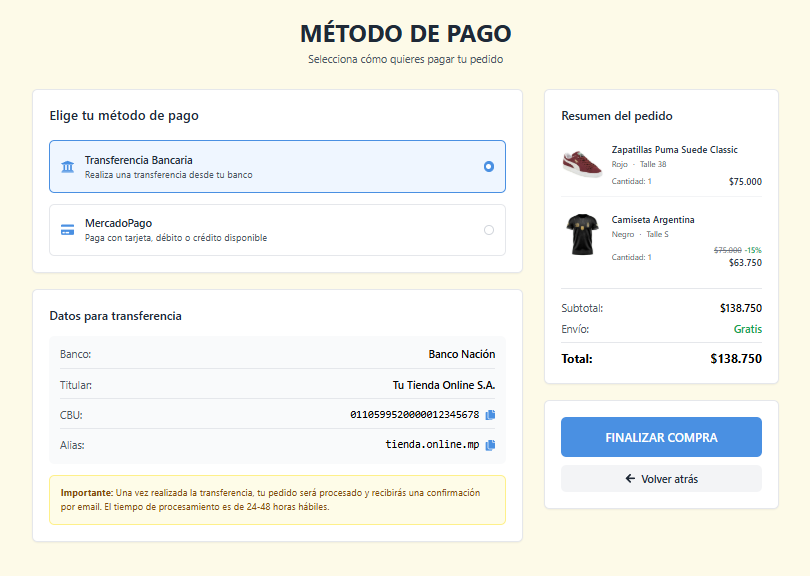 MÉTODO DE PAGO
Selecciona cómo quieres pagar tu pedido
Elige tu método de pago
Transferencia Bancaria
Realiza una transferencia desde tu banco
MercadoPago
Paga con tarjeta, débito o crédito disponible
Datos para transferencia
Banco: Banco Nación
Titular: Tu Tienda Online S.A.
CBU: 0110599520000012345678
Alias: tienda.online.mp
Importante: Una vez realizada la transferencia, tu pedido será procesado y recibirás una confirmación
por email. El tiempo de procesamiento es de 24-48 horas hábiles.
Resumen del pedido
Zapatillas Puma Suede Classic
Rojo · Talle 38
Cantidad: 1 $75.000
Camiseta Argentina
Negro · Talle S
$75.000 -15%
Cantidad: 1
$63.750
Subtotal: $138.750
Envío: Gratis
Total: $138.750
FINALIZAR COMPRA
Volver atrás